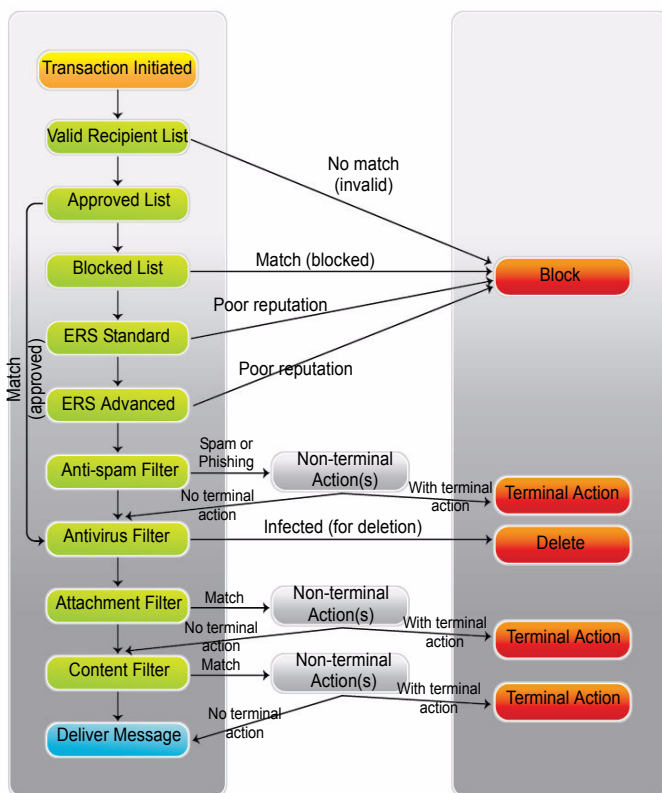 Transaction Initiated
Valid Recipient List
No match
(invalid)
Approved List
Blocked List
Match (blocked)
Block
Poor reputation
ERS Standard
Match
(approved)
Poor reputation
ERS Advanced
Spam or
Phishing
Anti-spam Filter
Non-terminal
Action(s)
No terminal
action
With terminal
action
Terminal Action
Antivirus Filter
Infected (for deletion)
Delete
Attachment Filter
Match
Non-terminal
Action(s)
No terminal
action
With terminal
action
Terminal Action
Content Filter
Match
Non-terminal
Action(s)
With terminal
action
Terminal Action
No terminal
action
Deliver Message